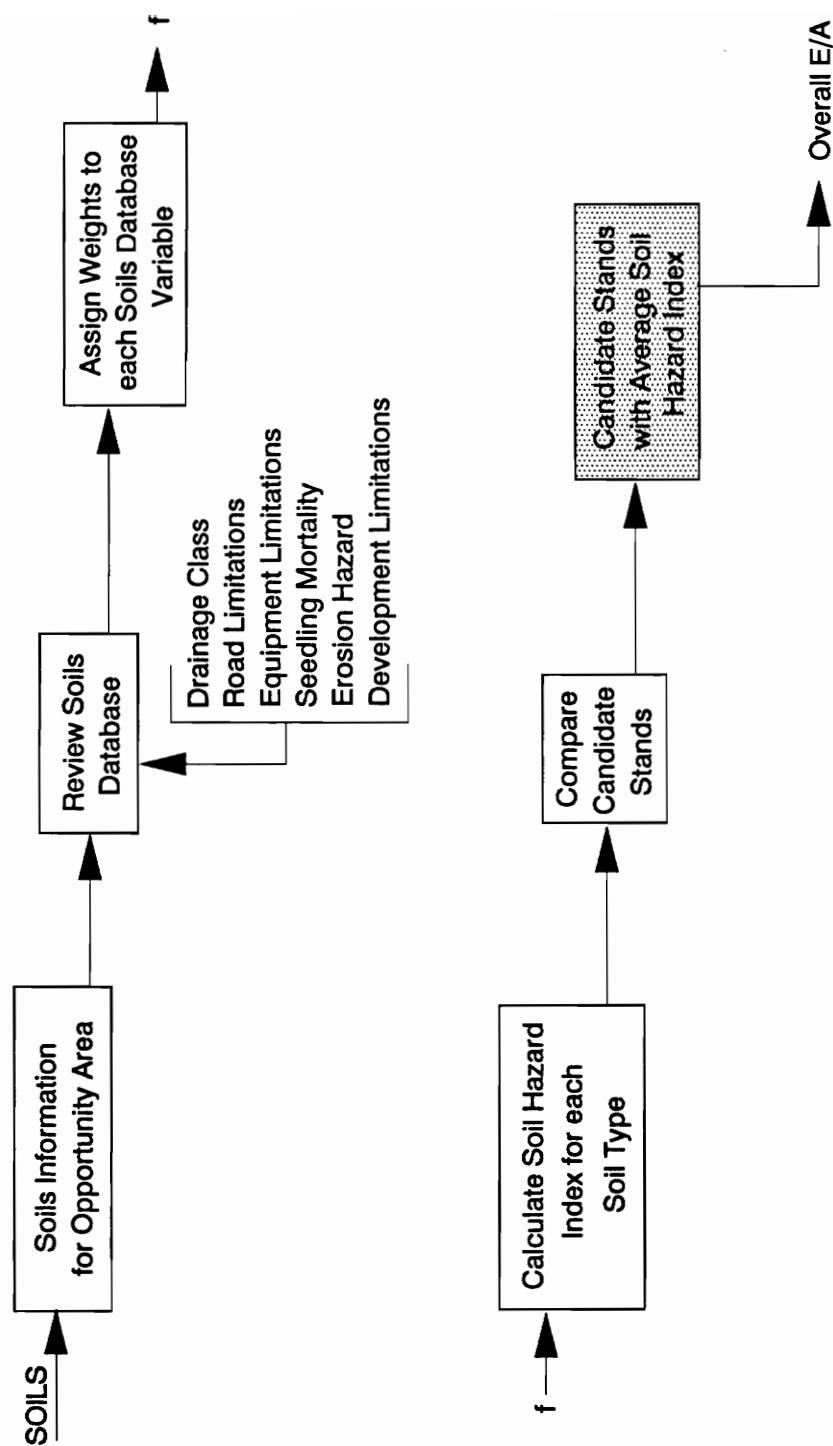 SOILS
Soils Information
for Opportunity Area
Review Soils
Database
Drainage Class
Road Limitations
Equipment Limitations
Seedling Mortality
Erosion Hazard
Development Limitations
Assign Weights to
each Soils Database
Variable
f
f
Calculate Soil Hazard
Index for each
Soil Type
Compare
Candidate
Stands
Candidate Stands
with Average Soil
Hazard Index
Overall E/A